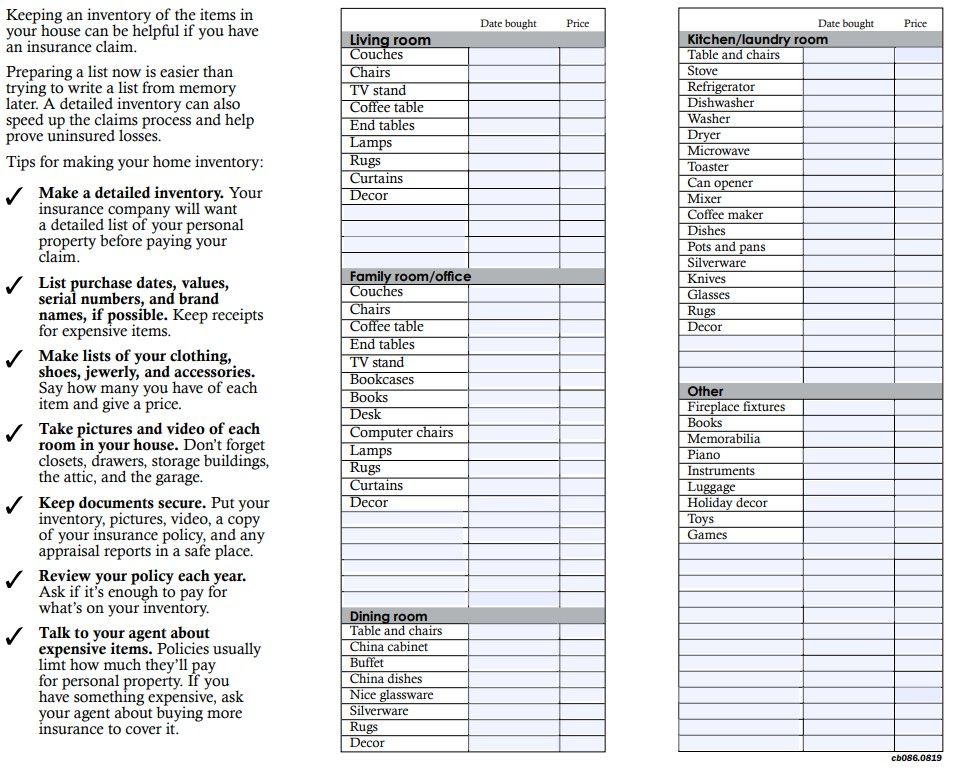 Keeping an inventory of the items in
your house can be helpful if you have
an insurance claim.
Preparing a list now is easier than
trying to write a list from memory
later. A detailed inventory can also
speed up the claims process and help
prove uninsured losses.
Tips for making your home inventory:
✓ Make a detailed inventory. Your
insurance company will want
a detailed list of your personal
property before paying your
claim.
✓ List purchase dates, values,
serial numbers, and brand
names, if possible. Keep receipts
for expensive items.
✓ Make lists of your clothing,
shoes, jewerly, and accessories.
Say how many you have of each
item and give a price.
✓ Take pictures and video of each
room in your house. Don't forget
closets, drawers, storage buildings,
the attic, and the garage.
✓ Keep documents secure. Put your
inventory, pictures, video, a copy
of your insurance policy, and any
appraisal reports in a safe place.
✓ Review your policy each year.
Ask if it's enough to pay for
what's on your inventory.
✓ Talk to your agent about
expensive items. Policies usually
limt how much they'll pay
for personal property. If you
have something expensive, ask
your agent about buying more
insurance to cover it.
Date bought Price
Living room
Couches
Chairs
TV stand
Coffee table
End tables
Lamps
Rugs
Curtains
Decor
Family room/office
Couches
Chairs
Coffee table
End tables
TV stand
Bookcases
Books
Desk
Computer chairs
Lamps
Rugs
Curtains
Decor
Dining room
Table and chairs
China cabinet
Buffet
China dishes
Nice glassware
Silverware
Rugs
Decor
Date bought Price
Kitchen/laundry room
Table and chairs
Stove
Refrigerator
Dishwasher
Washer
Dryer
Microwave
Toaster
Can opener
Mixer
Coffee maker
Dishes
Pots and pans
Silverware
Knives
Glasses
Rugs
Decor
Other
Fireplace fixtures
Books
Memorabilia
Piano
Instruments
Luggage
Holiday decor
Toys
Games
cb086.0819